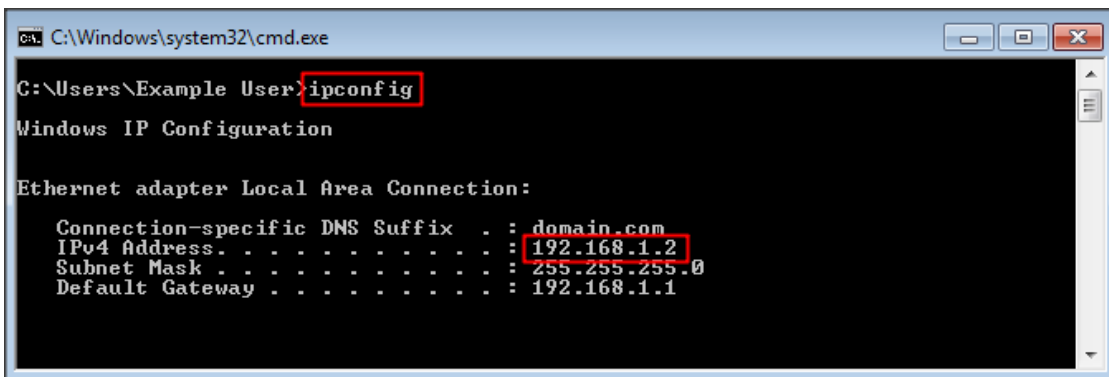 C:\Windows\system32\cmd.exe
C:\Users\Example User>ipconfig
Windows IP Configuration
Ethernet adapter Local Area Connection:
Connection-specific DNS Suffix . : domain.com
IPv4 Address. . . . . . . . . . . : 192.168.1.2
Subnet Mask . . . . . . . . . . . : 255.255.255.0
Default Gateway . . . . . . . . . : 192.168.1.1